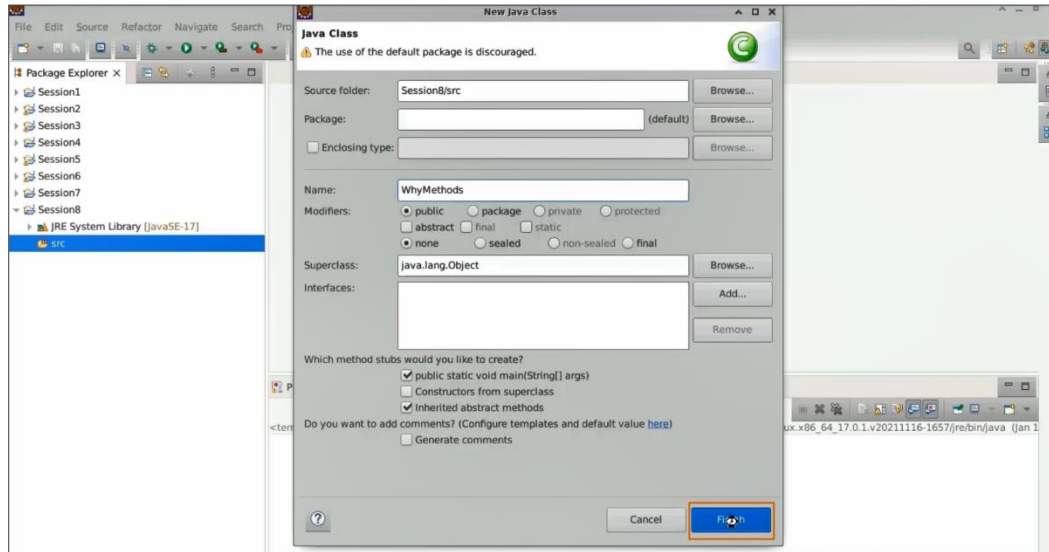 New Java Class
File Edit Source Refactor Navigate Search Pro
Java Class
The use of the default package is discouraged.
Package Explorer
Session1
Session2
Session3
Session4
Session5
Session6
Session7
Session8
JRE System Library [JavaSE-17]
src
Source folder: Session8/src Browse...
Package: (default) Browse...
Enclosing type: Browse...
Name: WhyMethods
Modifiers: public package private protected
abstract final static
none sealed non-sealed final
Superclass: java.lang.Object Browse...
Interfaces: Add...
Remove
Which method stubs would you like to create?
public static void main(String[] args)
Constructors from superclass
Inherited abstract methods
Do you want to add comments? (Configure templates and default value here)
Generate comments
? Cancel Finish
P
<terr
ux.x86_64_17.0.1.v20211116-1657/jre/bin/java (Jan 1